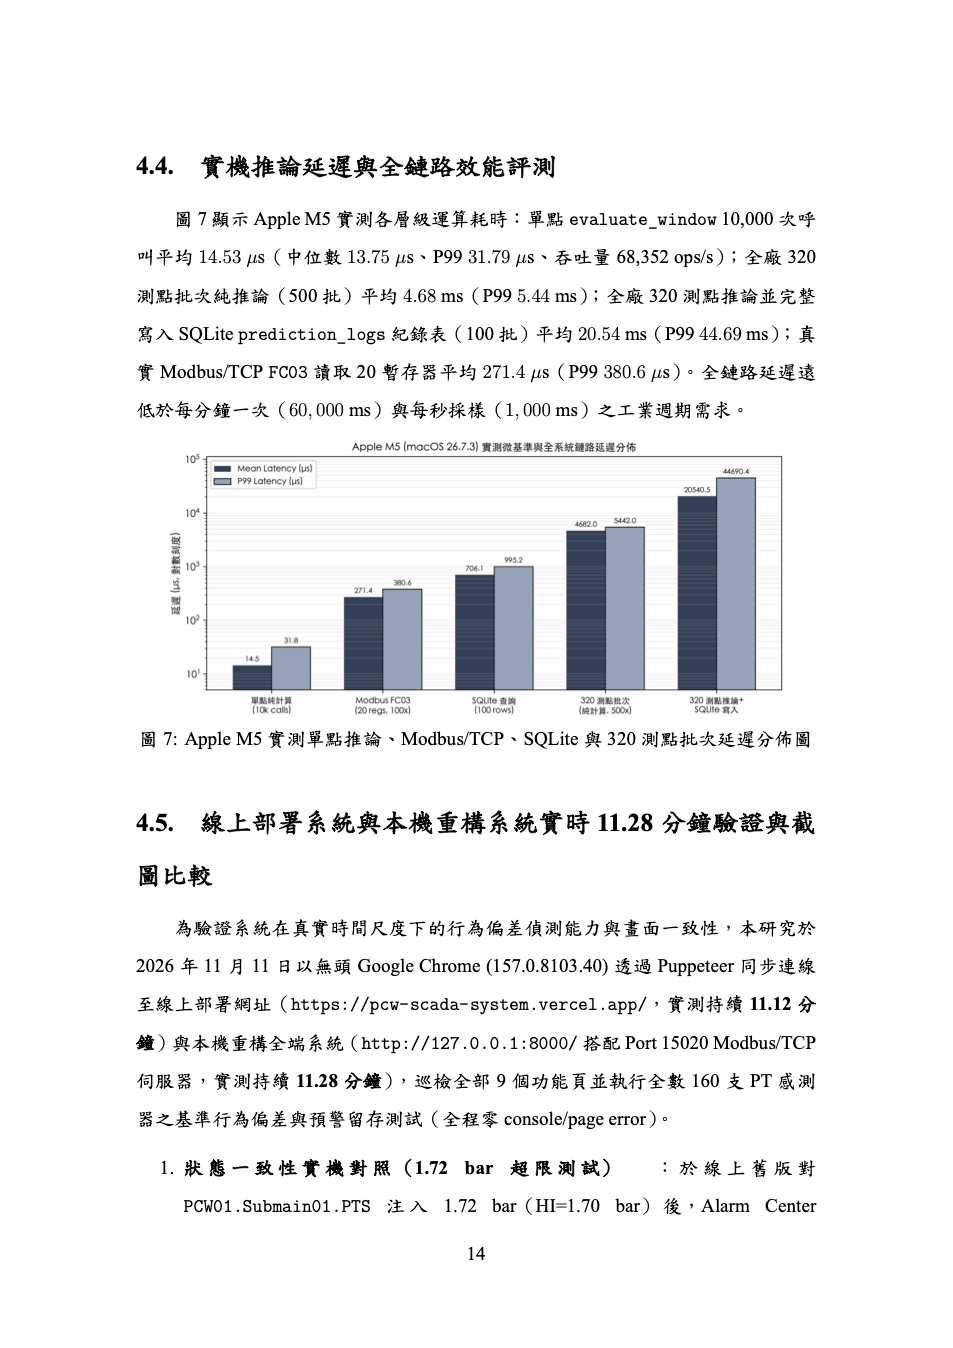 4.4. 實機推論延遲與全鏈路效能評測
圖 7 顯示 Apple M5 實測各層級運算耗時：單點 evaluate_window 10,000 次呼
叫平均 14.53 μs（中位數 13.75 μs、P99 31.79 μs、吞吐量 68,352 ops/s）；全廠 320
測點批次純推論（500 批）平均 4.68 ms（P99 5.44 ms）；全廠 320 測點推論並完整
寫入 SQLite prediction_logs 紀錄表（100 批）平均 20.54 ms（P99 44.69 ms）；真
實 Modbus/TCP FC03 讀取 20 暫存器平均 271.4 μs（P99 380.6 μs）。全鏈路延遲遠
低於每分鐘一次（60,000 ms）與每秒採樣（1,000 ms）之工業週期需求。
Apple M5 (macOS 26.7.3) 實測微基準與全系統鏈路延遲分佈
Mean Latency (μs)
P99 Latency (μs)
延遲 (μs, 對數刻度)
10⁵
10⁴
10³
10²
10¹
14.5
31.8
271.4
380.6
706.1
995.2
4682.0
5442.0
20540.5
44690.4
單點純計算
(10k calls)
Modbus FC03
(20 regs, 100x)
SQLite 查詢
(100 rows)
320 測點批次
(純計算, 500x)
320 測點推論+
SQLite 寫入
圖 7: Apple M5 實測單點推論、Modbus/TCP、SQLite 與 320 測點批次延遲分佈圖
4.5. 線上部署系統與本機重構系統實時 11.28 分鐘驗證與截
圖比較
為驗證系統在真實時間尺度下的行為偏差偵測能力與畫面一致性，本研究於
2026 年 11 月 11 日以無頭 Google Chrome (157.0.8103.40) 透過 Puppeteer 同步連線
至線上部署網址（https://pcw-scada-system.vercel.app/，實測持續 11.12 分
鐘）與本機重構全端系統（http://127.0.0.1:8000/ 搭配 Port 15020 Modbus/TCP
伺服器，實測持續 11.28 分鐘），巡檢全部 9 個功能頁並執行全數 160 支 PT 感測
器之基準行為偏差與預警留存測試（全程零 console/page error）。
1. 狀態一致性實機對照（1.72 bar 超限測試）：於線上舊版對
PCW01.Submain01.PTS 注入 1.72 bar（HI=1.70 bar）後，Alarm Center
14